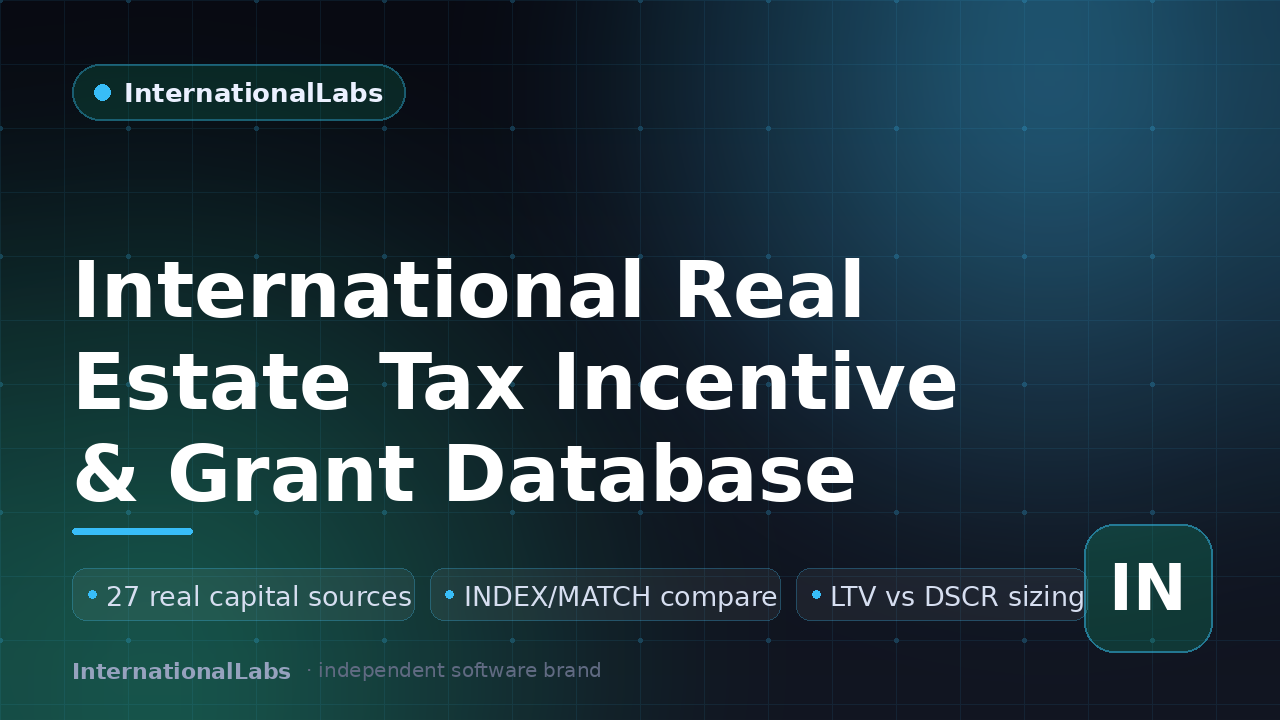 InternationalLabs
International Real
Estate Tax Incentive
& Grant Database
27 real capital sources
INDEX/MATCH compare
LTV vs DSCR sizing
IN
InternationalLabs · independent software brand